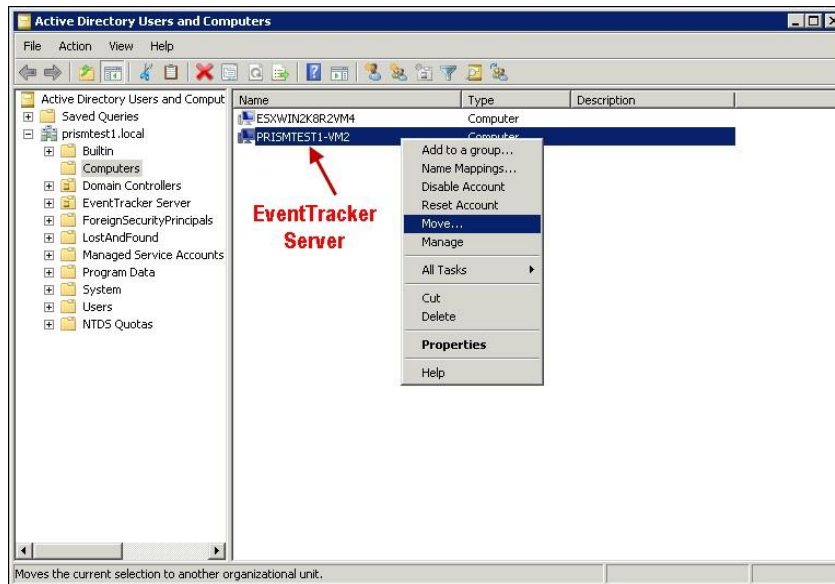 Active Directory Users and Computers
File Action View Help
Active Directory Users and Comput
Saved Queries
prismtest1.local
Builtin
Computers
Domain Controllers
EventTracker Server
ForeignSecurityPrincipals
LostAndFound
Managed Service Accounts
Program Data
System
Users
NTDS Quotas
Name Type Description
ESXWIN2K8R2VM4 Computer
PRISMTEST1-VM2 Computer
EventTracker
Server
Add to a group...
Name Mappings...
Disable Account
Reset Account
Move...
Manage
All Tasks
Cut
Delete
Properties
Help
Moves the current selection to another organizational unit.